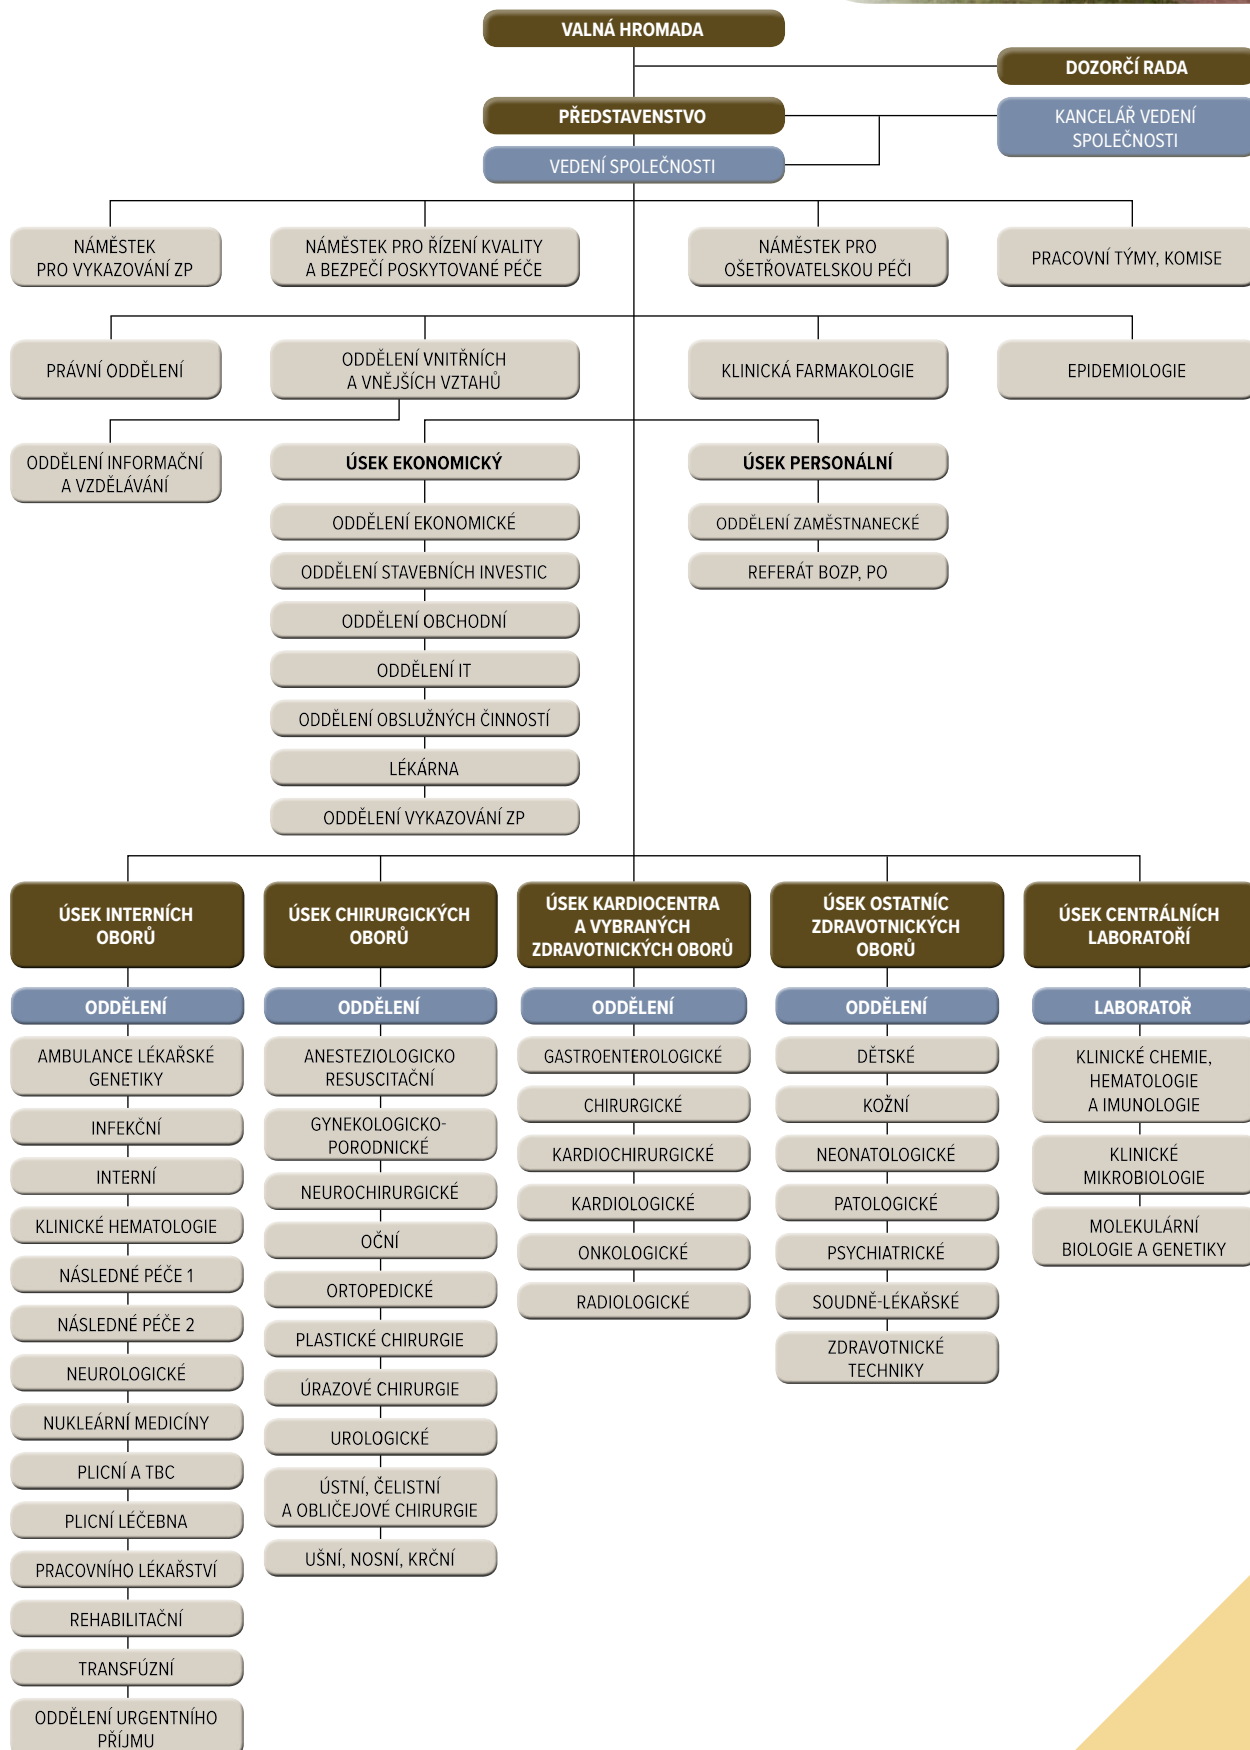 VALNÁ HROMADA
DOZORČÍ RADA
PŘEDSTAVENSTVO
KANCELÁŘ VEDENÍ
SPOLEČNOSTI
VEDENÍ SPOLEČNOSTI
NÁMĚSTEK
PRO VYKAZOVÁNÍ ZP
NÁMĚSTEK PRO ŘÍZENÍ KVALITY
A BEZPEČÍ POSKYTOVANÉ PÉČE
NÁMĚSTEK PRO
OŠETŘOVATELSKOU PÉČI
PRACOVNÍ TÝMY, KOMISE
PRÁVNÍ ODDĚLENÍ
ODDĚLENÍ VNITŘNÍCH
A VNĚJŠÍCH VZTAHŮ
KLINICKÁ FARMAKOLOGIE
EPIDEMIOLOGIE
ODDĚLENÍ INFORMAČNÍ
A VZDĚLÁVÁNÍ
ÚSEK EKONOMICKÝ
ODDĚLENÍ EKONOMICKÉ
ODDĚLENÍ STAVEBNÍCH INVESTIC
ODDĚLENÍ OBCHODNÍ
ODDĚLENÍ IT
ODDĚLENÍ OBSLUŽNÝCH ČINNOSTÍ
LÉKÁRNA
ODDĚLENÍ VYKAZOVÁNÍ ZP
ÚSEK PERSONÁLNÍ
ODDĚLENÍ ZAMĚSTNANECKÉ
REFERÁT BOZP, PO
ÚSEK INTERNÍCH
OBORŮ
ODDĚLENÍ
AMBULANCE LÉKAŘSKÉ
GENETIKY
INFEKČNÍ
INTERNÍ
KLINICKÉ HEMATOLOGIE
NÁSLEDNÉ PÉČE 1
NÁSLEDNÉ PÉČE 2
NEUROLOGICKÉ
NUKLEÁRNÍ MEDICÍNY
PLICNÍ A TBC
PLICNÍ LÉČEBNA
PRACOVNÍHO LÉKAŘSTVÍ
REHABILITAČNÍ
TRANSFÚZNÍ
ODDĚLENÍ URGENTNÍHO
PŘÍJMU
ÚSEK CHIRURGICKÝCH
OBORŮ
ODDĚLENÍ
ANESTEZIOLOGICKO
RESUSCITAČNÍ
GYNEKOLOGICKO-
PORODNICKÉ
NEUROCHIRURGICKÉ
OČNÍ
ORTOPEDICKÉ
PLASTICKÉ CHIRURGIE
ÚRAZOVÉ CHIRURGIE
UROLOGICKÉ
ÚSTNÍ, ČELISTNÍ
A OBLIČEJOVÉ CHIRURGIE
UŠNÍ, NOSNÍ, KRČNÍ
ÚSEK KARDIOCENTRA
A VYBRANÝCH
ZDRAVOTNICKÝCH OBORŮ
ODDĚLENÍ
GASTROENTEROLOGICKÉ
CHIRURGICKÉ
KARDIOCHIRURGICKÉ
KARDIOLOGICKÉ
ONKOLOGICKÉ
RADIOLOGICKÉ
ÚSEK OSTATNÍC
ZDRAVOTNICKÝCH
OBORŮ
ODDĚLENÍ
DĚTSKÉ
KOŽNÍ
NEONATOLOGICKÉ
PATOLOGICKÉ
PSYCHIATRICKÉ
SOUDNĚ-LÉKAŘSKÉ
ZDRAVOTNICKÉ
TECHNIKY
ÚSEK CENTRÁLNÍCH
LABORATOŘÍ
LABORATOŘ
KLINICKÉ CHEMIE,
HEMATOLOGIE
A IMUNOLOGIE
KLINICKÉ
MIKROBIOLOGIE
MOLEKULÁRNÍ
BIOLOGIE A GENETIKY